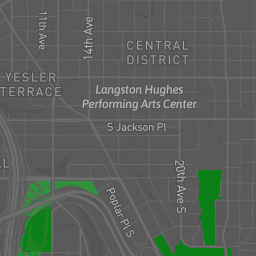 11th Ave
14th Ave
CENTRAL
DISTRICT
YESLER
TERRACE
Langston Hughes
Performing Arts Center
S Jackson Pl
AL
20th Ave S
Poplar Pl S